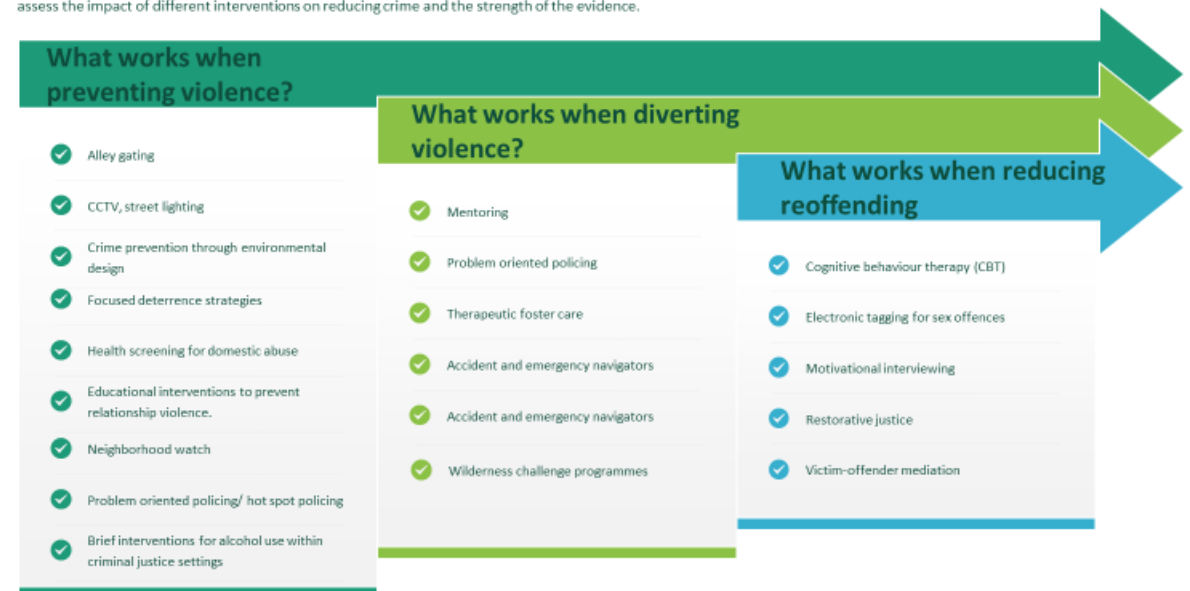 assess the impact of different interventions on reducing crime and the strength of the evidence.
What works when
preventing violence?
Alley gating
CCTV, street lighting
Crime prevention through environmental
design
Focused deterrence strategies
Health screening for domestic abuse
Educational interventions to prevent
relationship violence.
Neighborhood watch
Problem oriented policing/ hot spot policing
Brief interventions for alcohol use within
criminal justice settings
What works when diverting
violence?
Mentoring
Problem oriented policing
Therapeutic foster care
Accident and emergency navigators
Accident and emergency navigators
Wilderness challenge programmes
What works when reducing
reoffending
Cognitive behaviour therapy (CBT)
Electronic tagging for sex offences
Motivational interviewing
Restorative justice
Victim-offender mediation